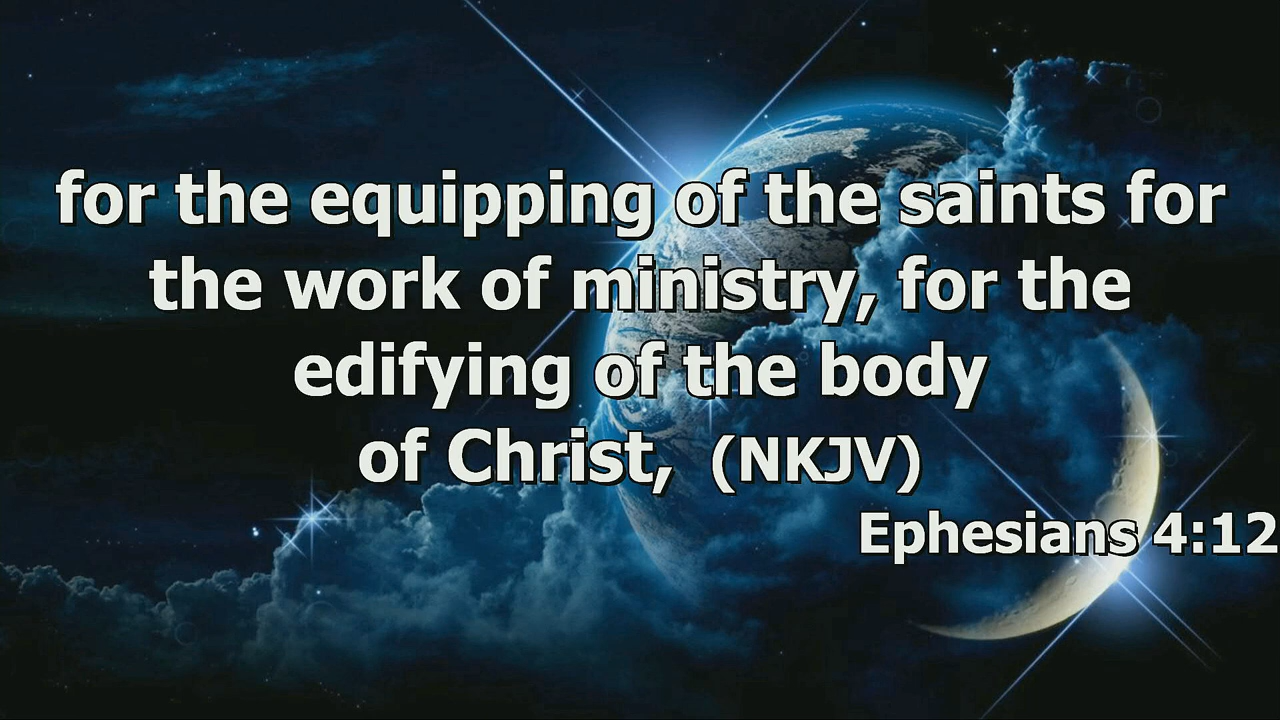 for the equipping of the saints for
the work of ministry, for the
edifying of the body
of Christ, (NKJV)
Ephesians 4:12